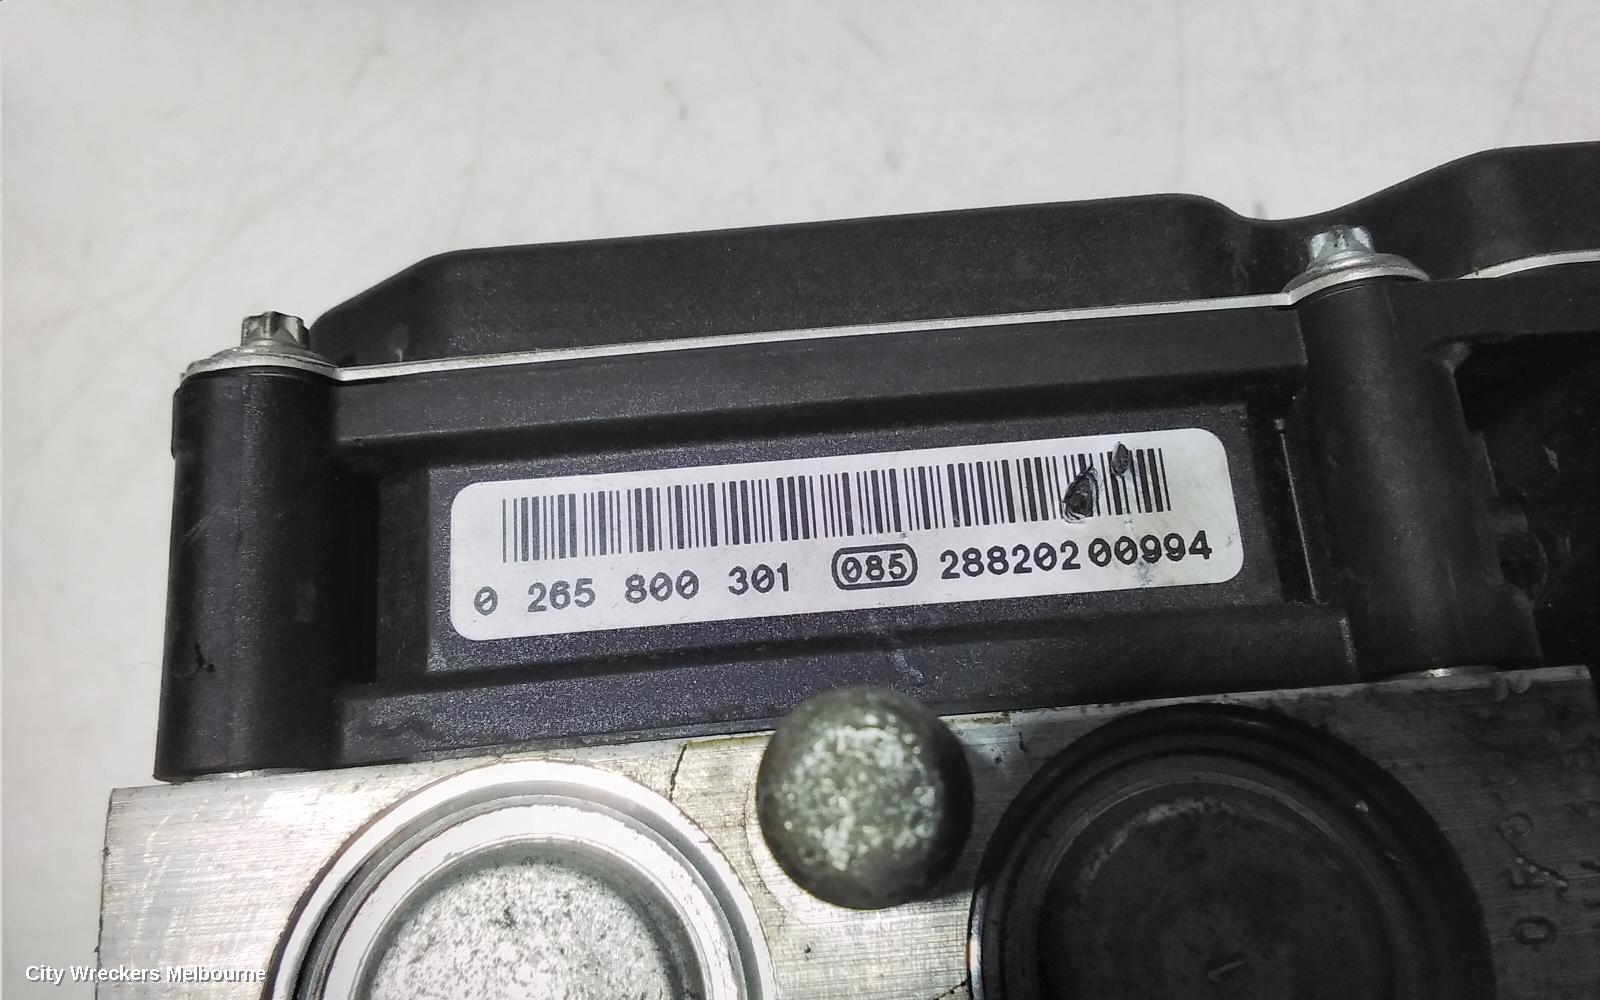 0 265 800 301 085 28820200994
City Wreckers Melbourne